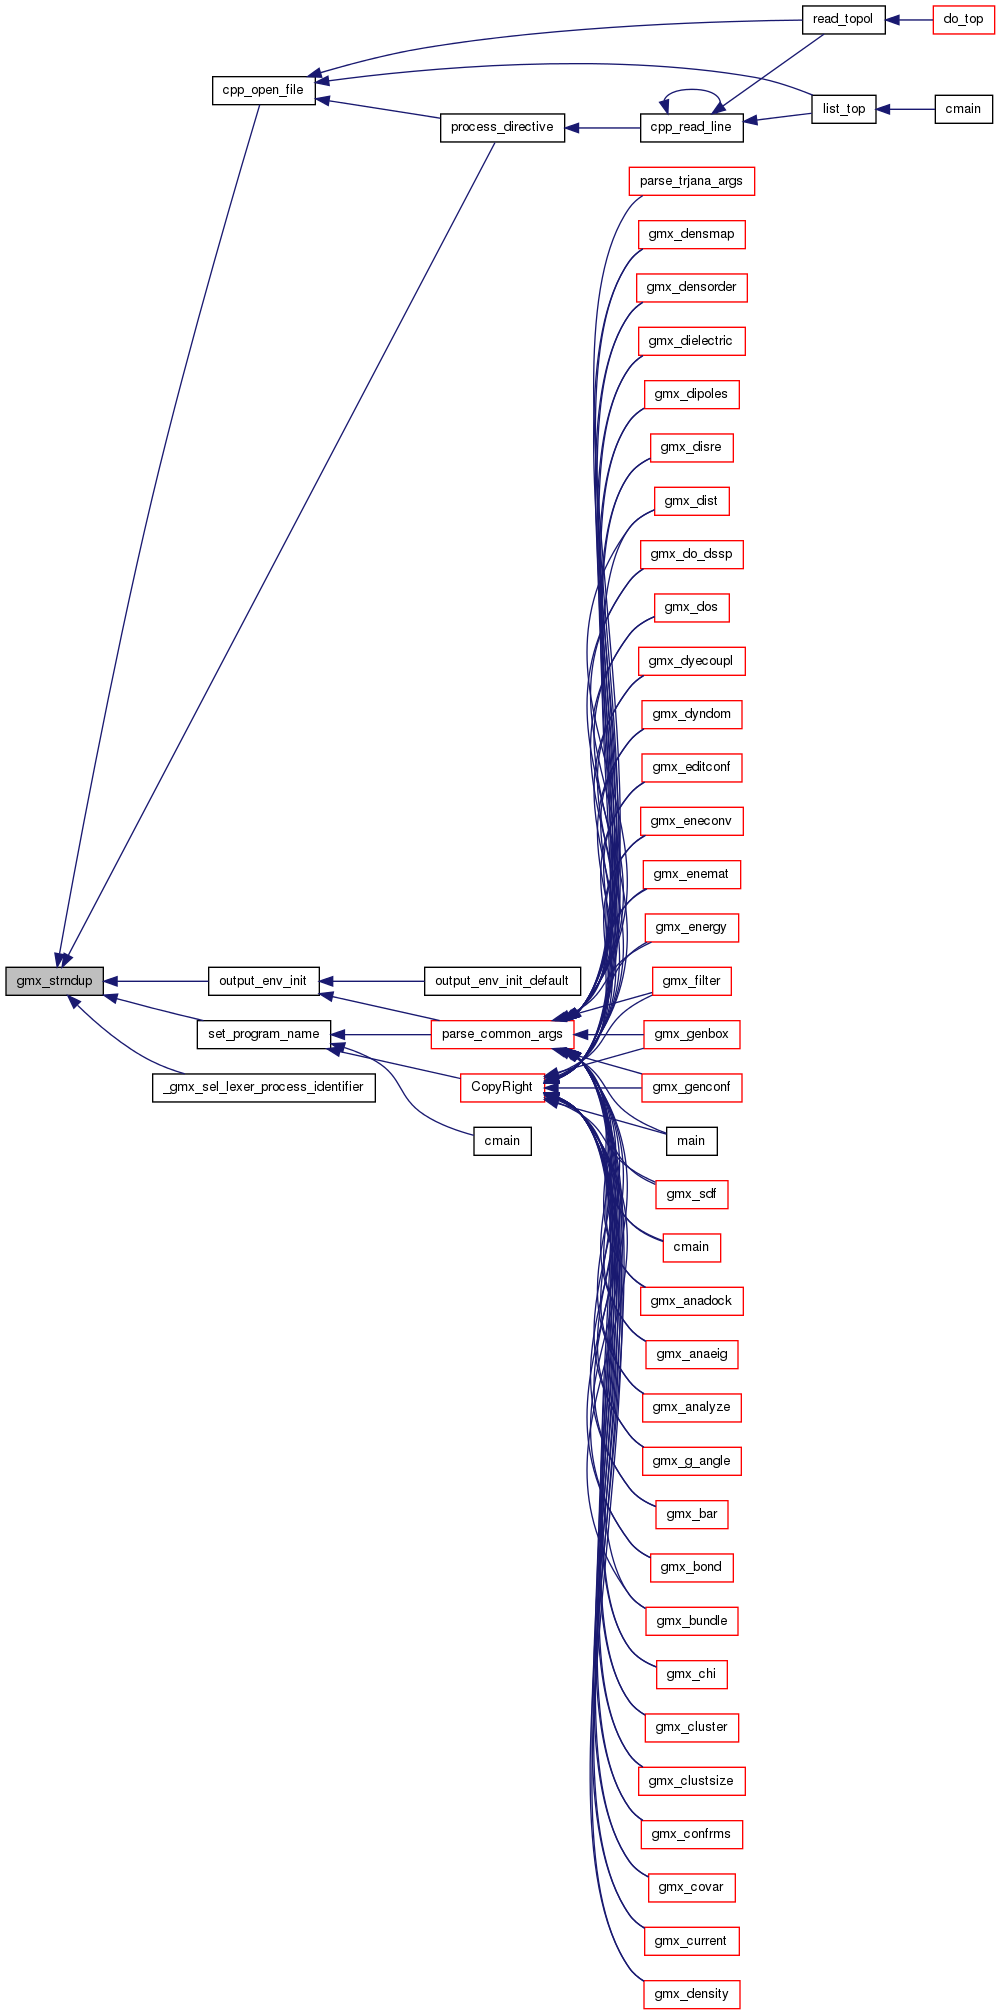 read_topol
do_top
cpp_open_file
list_top
cmain
process_directive
cpp_read_line
parse_trjana_args
gmx_densmap
gmx_densorder
gmx_dielectric
gmx_dipoles
gmx_disre
gmx_dist
gmx_do_dssp
gmx_dos
gmx_dyecoupl
gmx_dyndom
gmx_editconf
gmx_eneconv
gmx_enemat
gmx_energy
gmx_strndup
output_env_init
output_env_init_default
gmx_filter
set_program_name
parse_common_args
gmx_genbox
_gmx_sel_lexer_process_identifier
CopyRight
gmx_genconf
cmain
main
gmx_sdf
cmain
gmx_anadock
gmx_anaeig
gmx_analyze
gmx_g_angle
gmx_bar
gmx_bond
gmx_bundle
gmx_chi
gmx_cluster
gmx_clustsize
gmx_confrms
gmx_covar
gmx_current
gmx_density